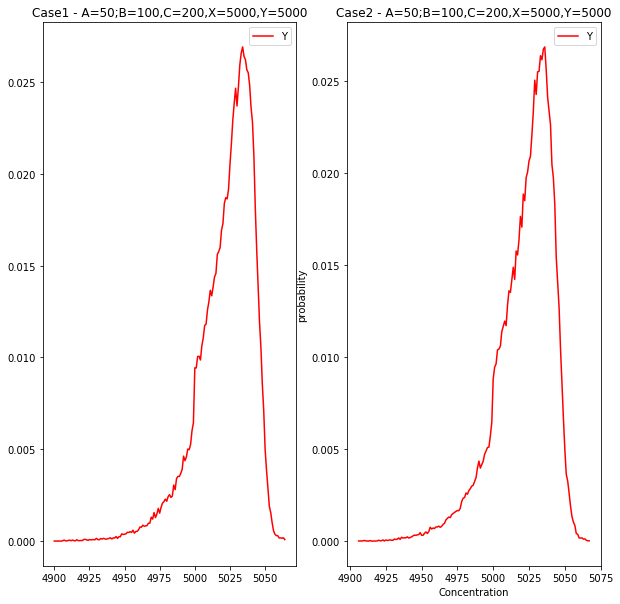 Case1 - A=50;B=100,C=200,X=5000,Y=5000
Y
0.025
0.020
0.015
0.010
0.005
0.000
4900 4925 4950 4975 5000 5025 5050
Case2 - A=50;B=100,C=200,X=5000,Y=5000
Y
probability
0.025
0.020
0.015
0.010
0.005
0.000
4900 4925 4950 4975 5000 5025 5050 5075
Concentration